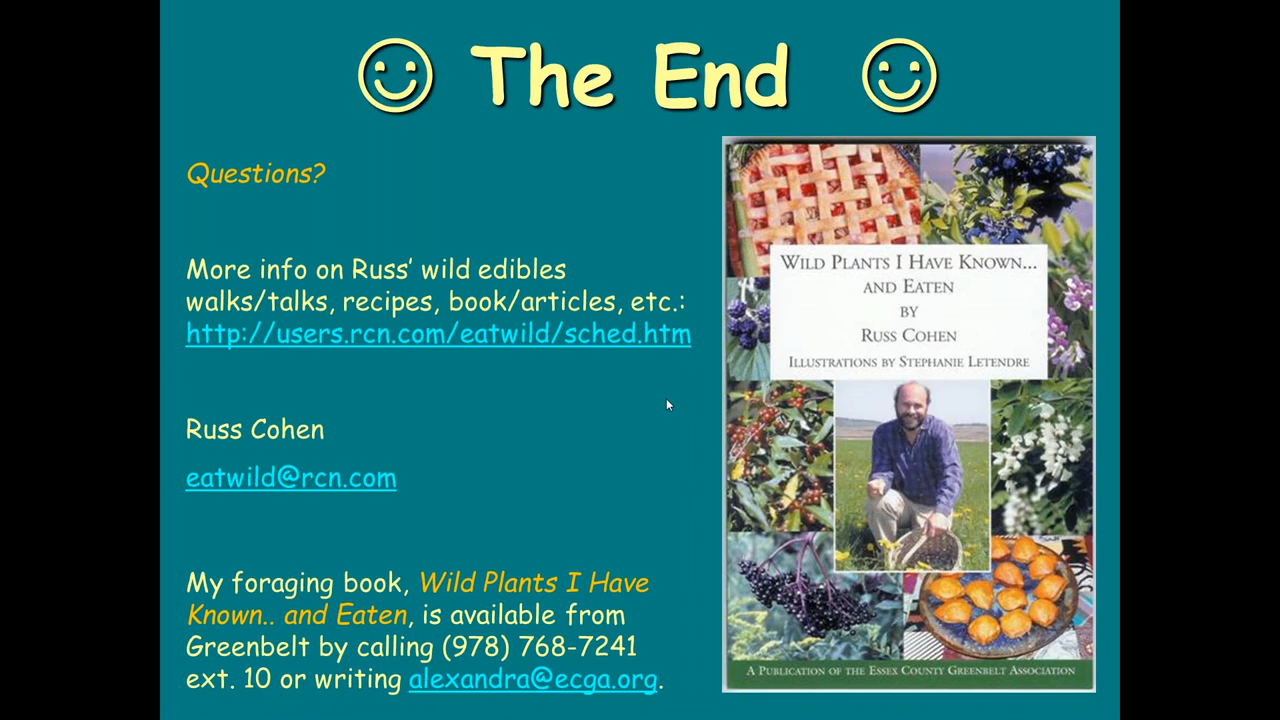 ☺ The End ☺
Questions?
More info on Russ’ wild edibles
walks/talks, recipes, book/articles, etc.:
http://users.rcn.com/eatwild/sched.htm
Russ Cohen
eatwild@rcn.com
My foraging book, Wild Plants I Have
Known.. and Eaten, is available from
Greenbelt by calling (978) 768-7241
ext. 10 or writing alexandra@ecga.org.
WILD PLANTS I HAVE KNOWN...
AND EATEN
BY
RUSS COHEN
ILLUSTRATIONS BY STEPHANIE LETENDRE
A PUBLICATION OF THE ESSEX COUNTY GREENBELT ASSOCIATION